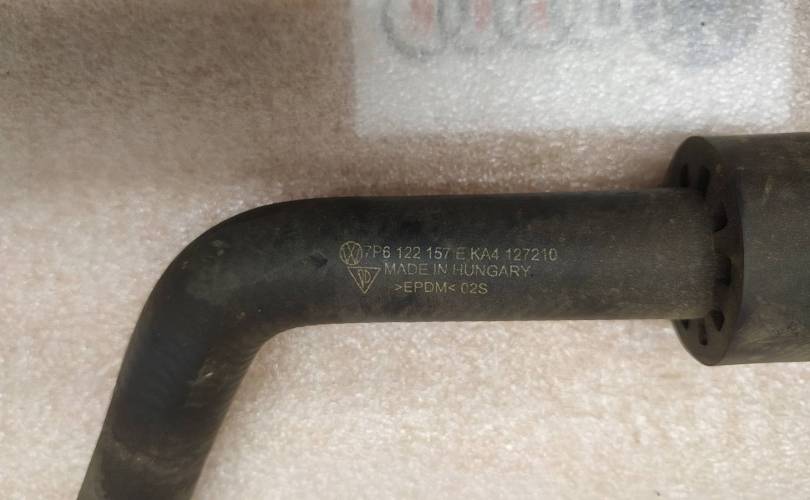 7P6 122 157 E KA4 127210
MADE IN HUNGARY
>EPDM< 02S